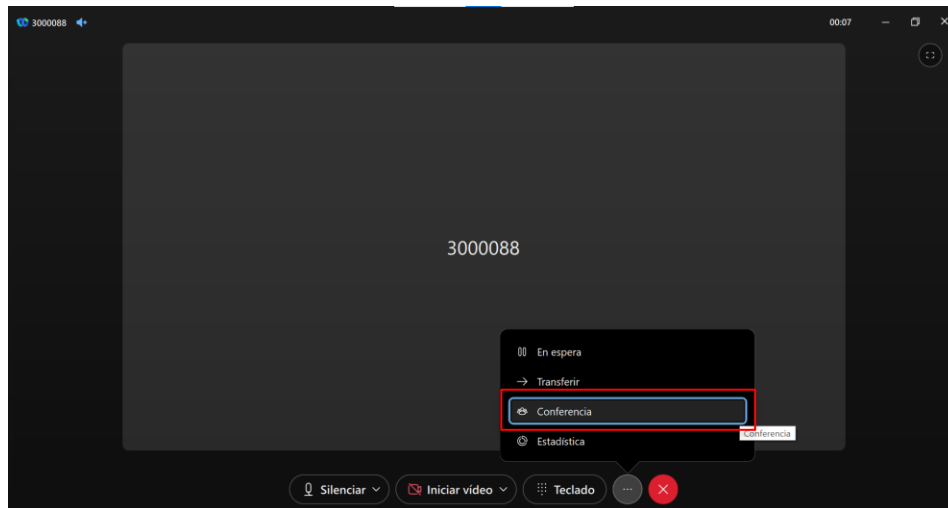 3000088
00:07
3000088
En espera
Transferir
Conferencia
Conferencia
Estadística
Silenciar
Iniciar vídeo
Teclado